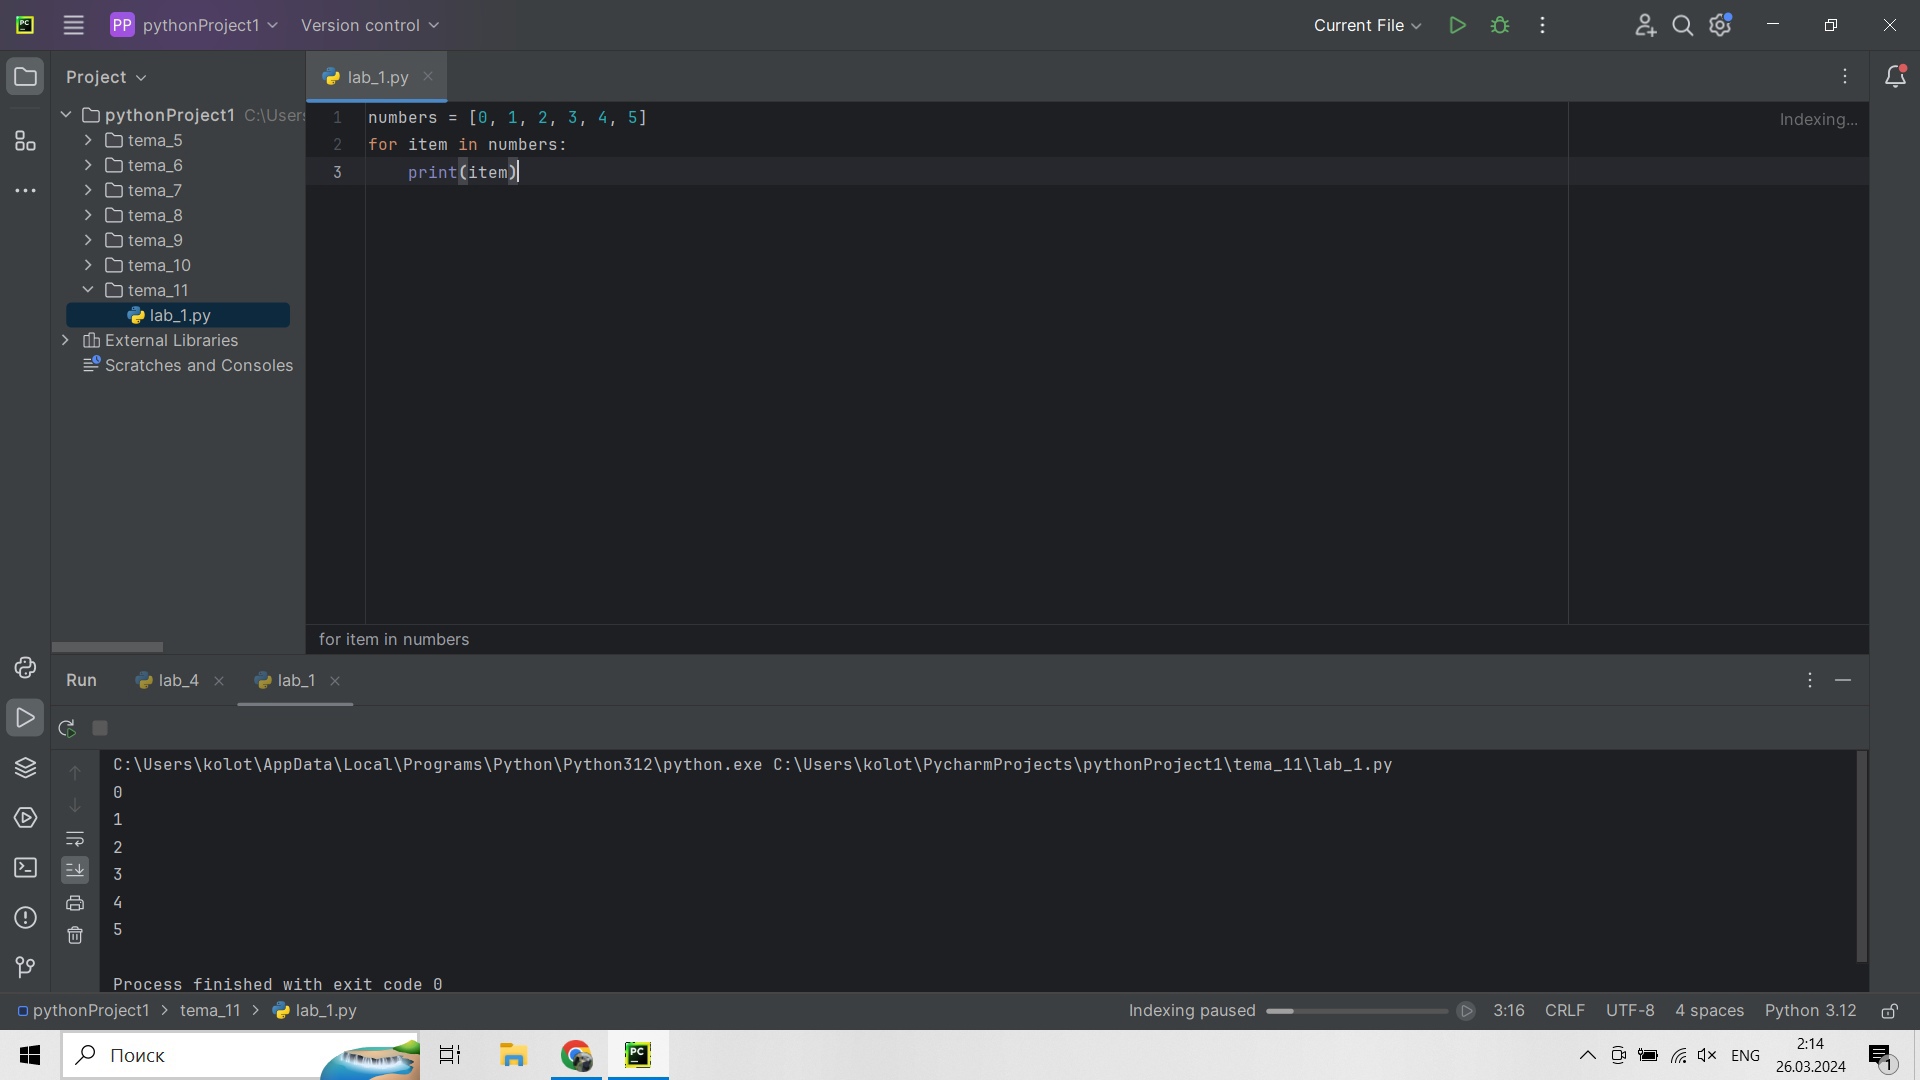 PP pythonProject1 Version control Current File
Project
lab_1.py
pythonProject1 C:\Users
tema_5
tema_6
tema_7
tema_8
tema_9
tema_10
tema_11
lab_1.py
External Libraries
Scratches and Consoles
1 numbers = [0, 1, 2, 3, 4, 5]
2 for item in numbers:
3 print(item)
Indexing...
for item in numbers
Run lab_4 lab_1
C:\Users\kolot\AppData\Local\Programs\Python\Python312\python.exe C:\Users\kolot\PycharmProjects\pythonProject1\tema_11\lab_1.py
0
1
2
3
4
5
Process finished with exit code 0
pythonProject1 > tema_11 > lab_1.py Indexing paused 3:16 CRLF UTF-8 4 spaces Python 3.12
Поиск
PC
ENG
2:14
26.03.2024
1